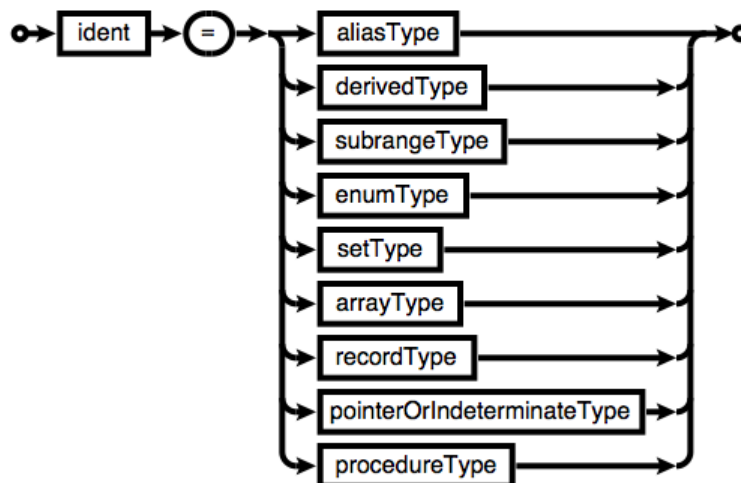 ident = aliasType
derivedType
subrangeType
enumType
setType
arrayType
recordType
pointerOrIndeterminateType
procedureType